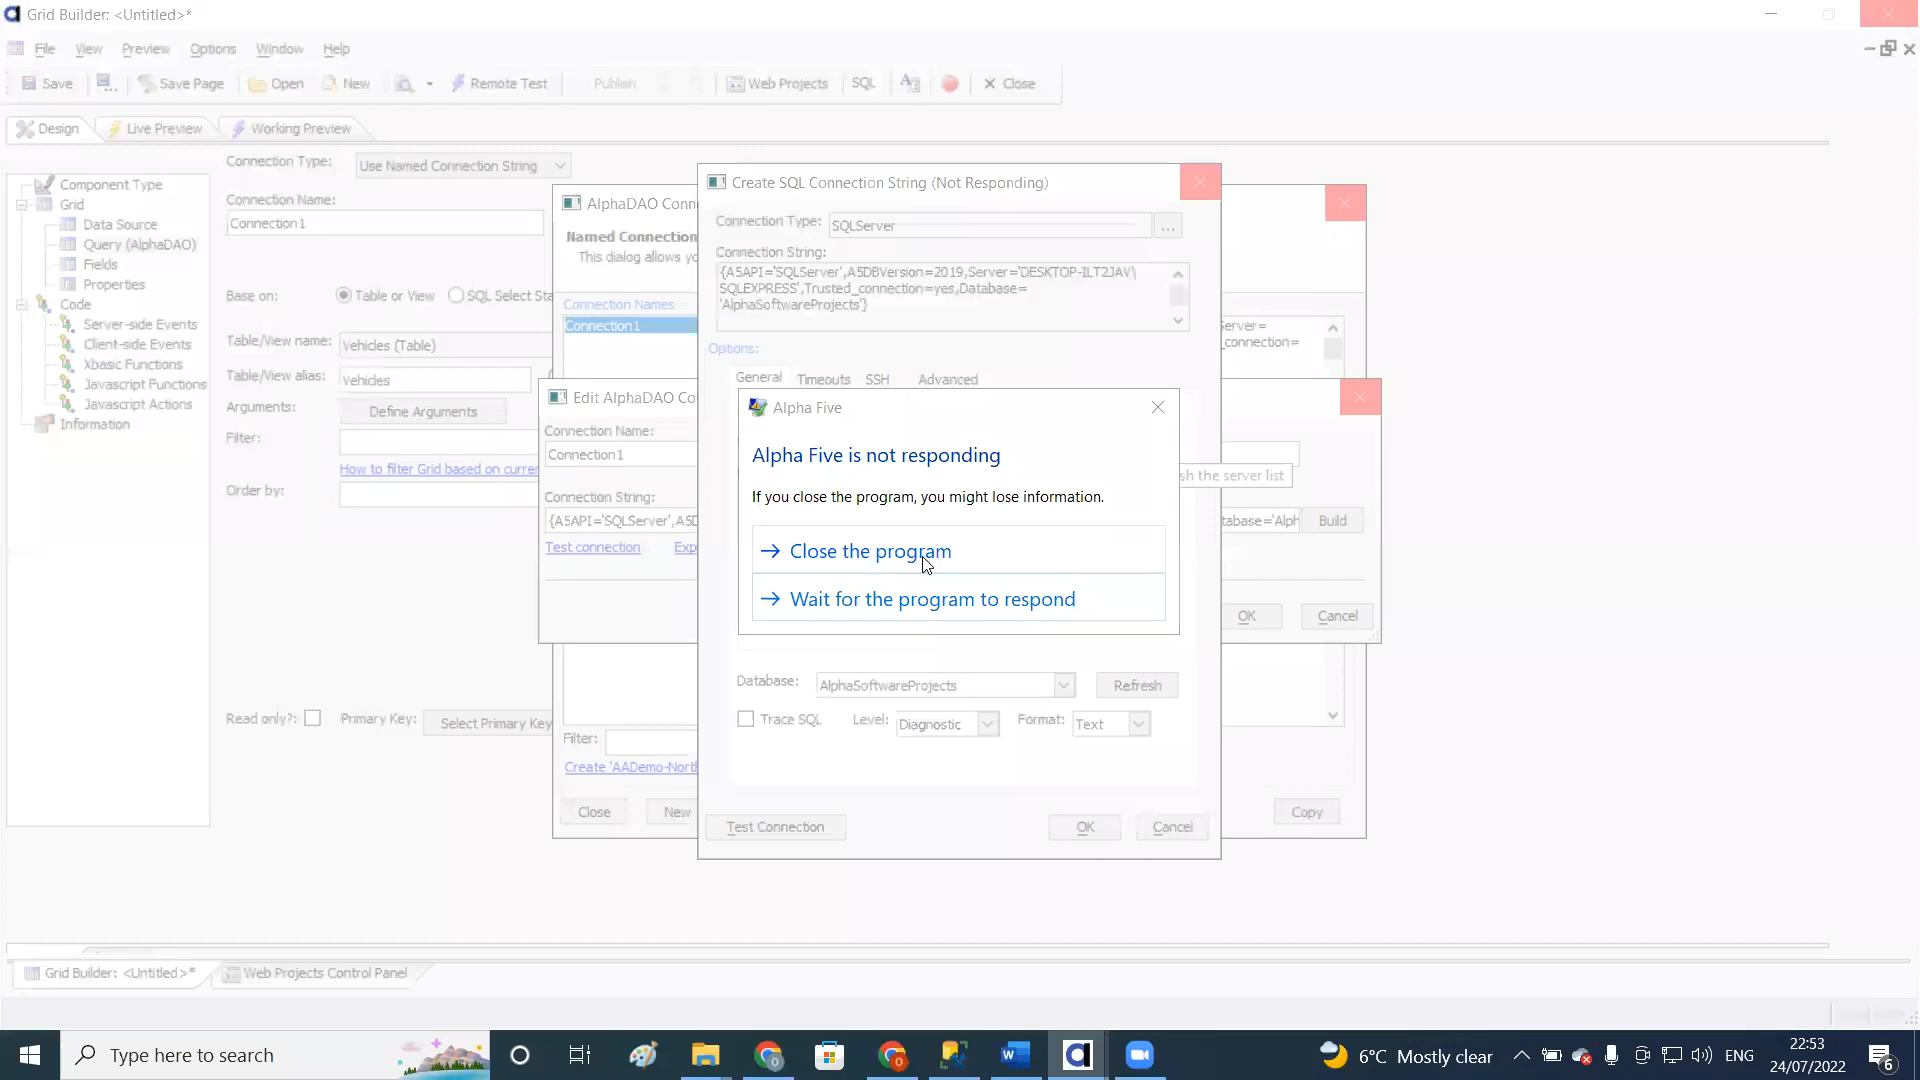 Grid Builder: <Untitled>*
File View Preview Options Window Help
Save Save Page Open New Remote Test Publish Web Projects SQL Close
Design Live Preview Working Preview
Component Type
Grid
Data Source
Query (AlphaDAO)
Fields
Properties
Code
Server-side Events
Client-side Events
Xbasic Functions
Javascript Functions
Javascript Actions
Information
Connection Type: Use Named Connection String
Connection Name:
Connection1
Base on: Table or View SQL Select Sta
Table/View name: Vehicles (Table)
Table/View alias: Vehicles
Arguments: Define Arguments
Filter:
How to filter Grid based on curren
Order by:
Read only?: Primary Key: Select Primary Key
AlphaDAO Conn
Named Connection
This dialog allows yo
Connection Names
Connection1
Server=
_connection=
Filter:
Create 'AADemo-North
Close New Copy
Edit AlphaDAO Co
Connection Name:
Connection1
Connection String:
{A5API='SQLServer',A5D
tabase='Alph Build
Test connection Exp
OK Cancel
sh the server list
Create SQL Connection String (Not Responding)
Connection Type: SQLServer ...
Connection String:
{A5API='SQLServer',A5DBVersion=2019,Server='DESKTOP-ILT2JAV\
SQLEXPRESS',Trusted_connection=yes,Database=
'AlphaSoftwareProjects'}
Options:
General Timeouts SSH Advanced
Alpha Five
Alpha Five is not responding
If you close the program, you might lose information.
Close the program
Wait for the program to respond
Database: AlphaSoftwareProjects Refresh
Trace SQL Level: Diagnostic Format: Text
Test Connection OK Cancel
Grid Builder: <Untitled>* Web Projects Control Panel
Type here to search
6°C Mostly clear
ENG
22:53
24/07/2022
6